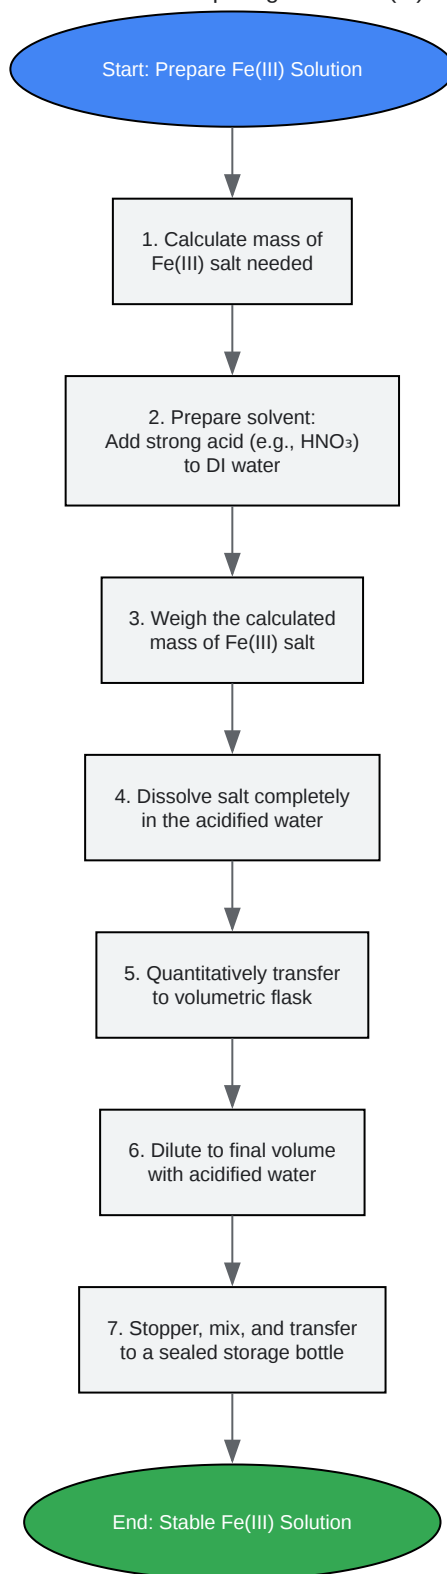 Start: Prepare Fe(III) Solution
1. Calculate mass of
Fe(III) salt needed
2. Prepare solvent:
Add strong acid (e.g., HNO₃)
to DI water
3. Weigh the calculated
mass of Fe(III) salt
4. Dissolve salt completely
in the acidified water
5. Quantitatively transfer
to volumetric flask
6. Dilute to final volume
with acidified water
7. Stopper, mix, and transfer
to a sealed storage bottle
End: Stable Fe(III) Solution